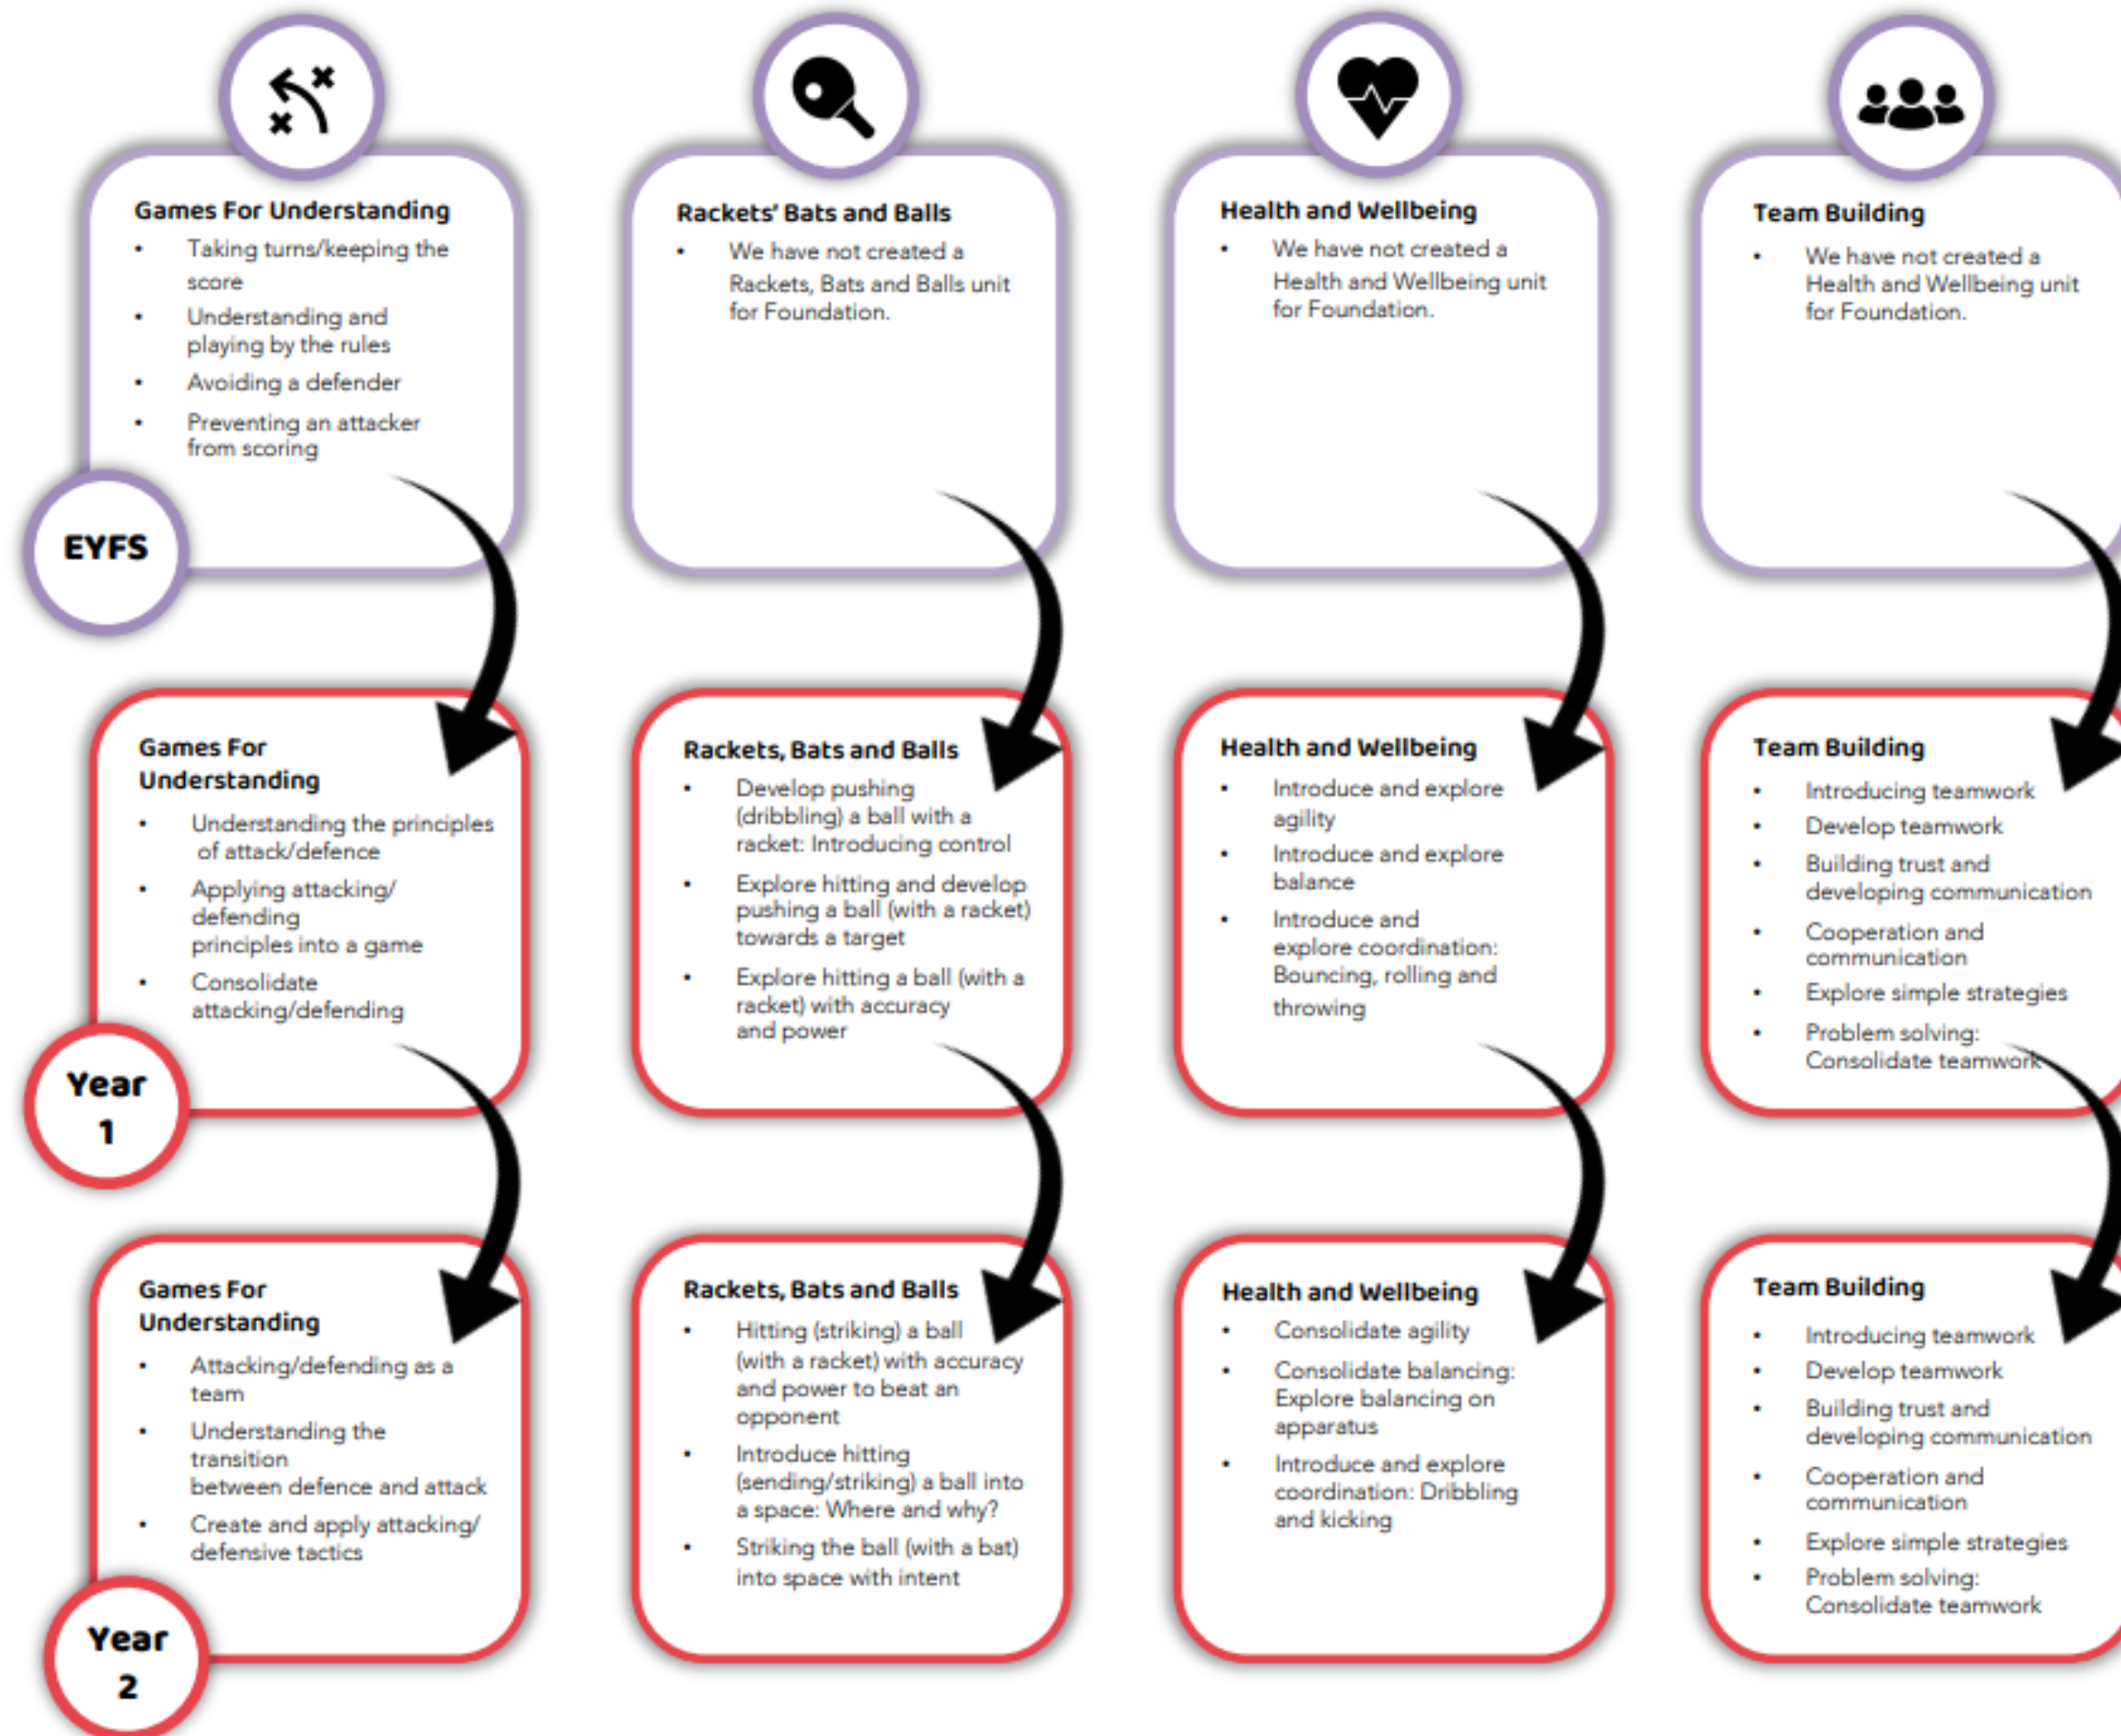 Games For Understanding
• Taking turns/keeping the
score
• Understanding and
playing by the rules
• Avoiding a defender
• Preventing an attacker
from scoring
EYFS
Rackets' Bats and Balls
• We have not created a
Rackets, Bats and Balls unit
for Foundation.
Health and Wellbeing
• We have not created a
Health and Wellbeing unit
for Foundation.
Team Building
• We have not created a
Health and Wellbeing unit
for Foundation.
Games For
Understanding
• Understanding the principles
of attack/defence
• Applying attacking/
defending
principles into a game
• Consolidate
attacking/defending
Year
1
Rackets, Bats and Balls
• Develop pushing
(dribbling) a ball with a
racket: Introducing control
• Explore hitting and develop
pushing a ball (with a racket)
towards a target
• Explore hitting a ball (with a
racket) with accuracy
and power
Health and Wellbeing
• Introduce and explore
agility
• Introduce and explore
balance
• Introduce and
explore coordination:
Bouncing, rolling and
throwing
Team Building
• Introducing teamwork
• Develop teamwork
• Building trust and
developing communication
• Cooperation and
communication
• Explore simple strategies
• Problem solving:
Consolidate teamwork
Games For
Understanding
• Attacking/defending as a
team
• Understanding the
transition
between defence and attack
• Create and apply attacking/
defensive tactics
Year
2
Rackets, Bats and Balls
• Hitting (striking) a ball
(with a racket) with accuracy
and power to beat an
opponent
• Introduce hitting
(sending/striking) a ball into
a space: Where and why?
• Striking the ball (with a bat)
into space with intent
Health and Wellbeing
• Consolidate agility
• Consolidate balancing:
Explore balancing on
apparatus
• Introduce and explore
coordination: Dribbling
and kicking
Team Building
• Introducing teamwork
• Develop teamwork
• Building trust and
developing communication
• Cooperation and
communication
• Explore simple strategies
• Problem solving:
Consolidate teamwork